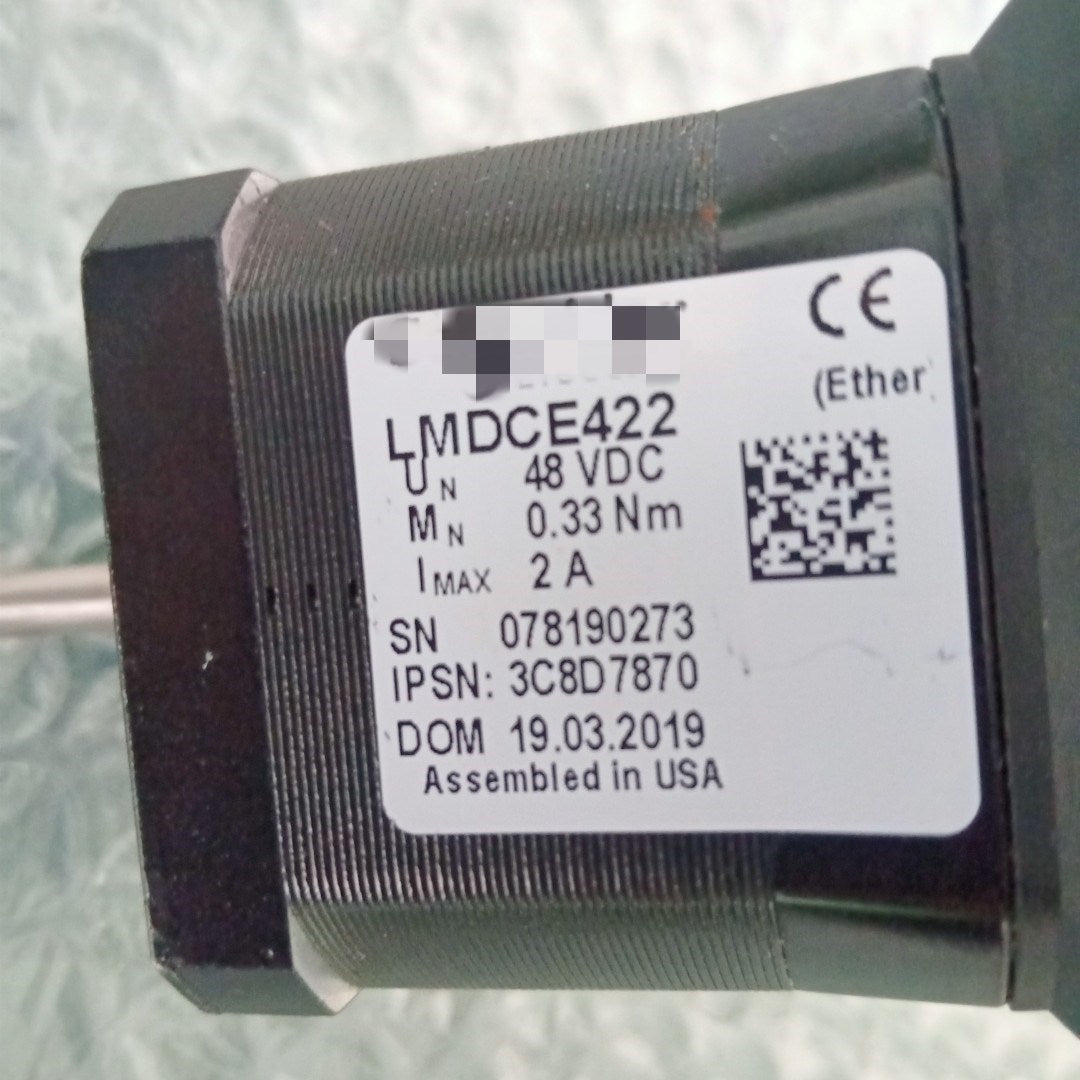 CE
(Ether
LMDCE422
UN 48 VDC
MN 0.33 Nm
IMAX 2 A
SN 078190273
IPSN: 3C8D7870
DOM 19.03.2019
Assembled in USA